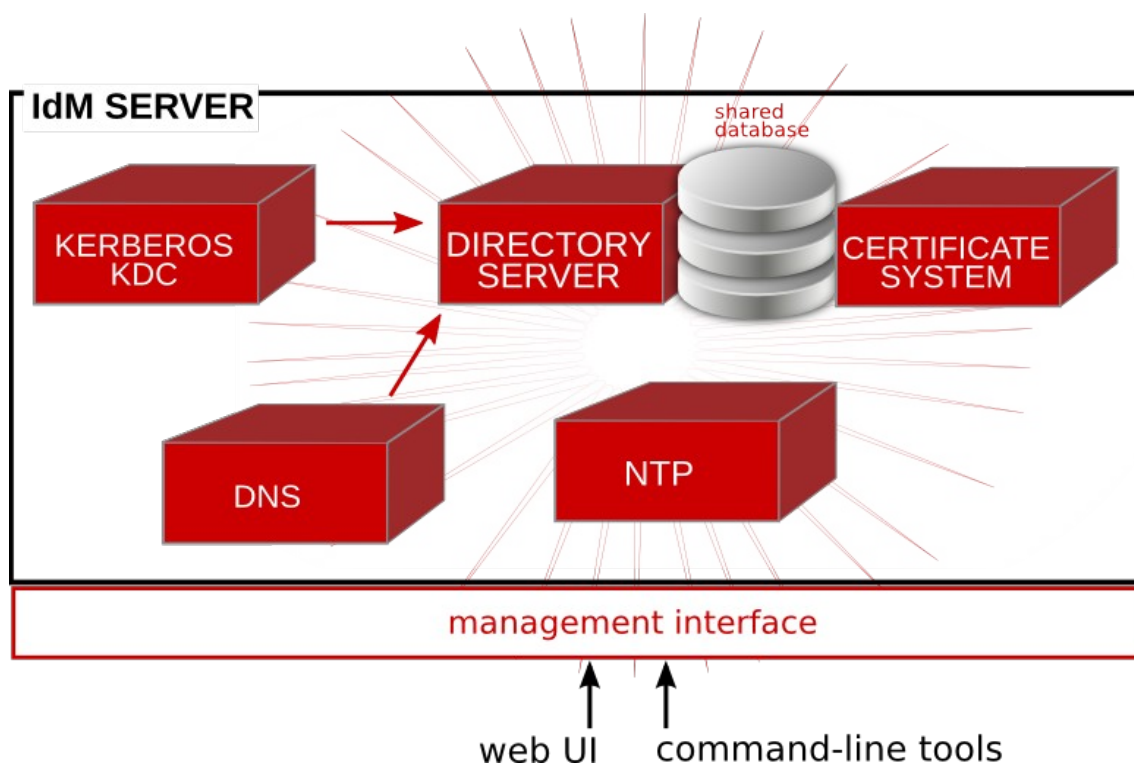 IdM SERVER
shared
database
KERBEROS
KDC
DIRECTORY
SERVER
CERTIFICATE
SYSTEM
DNS
NTP
management interface
web UI
command-line tools